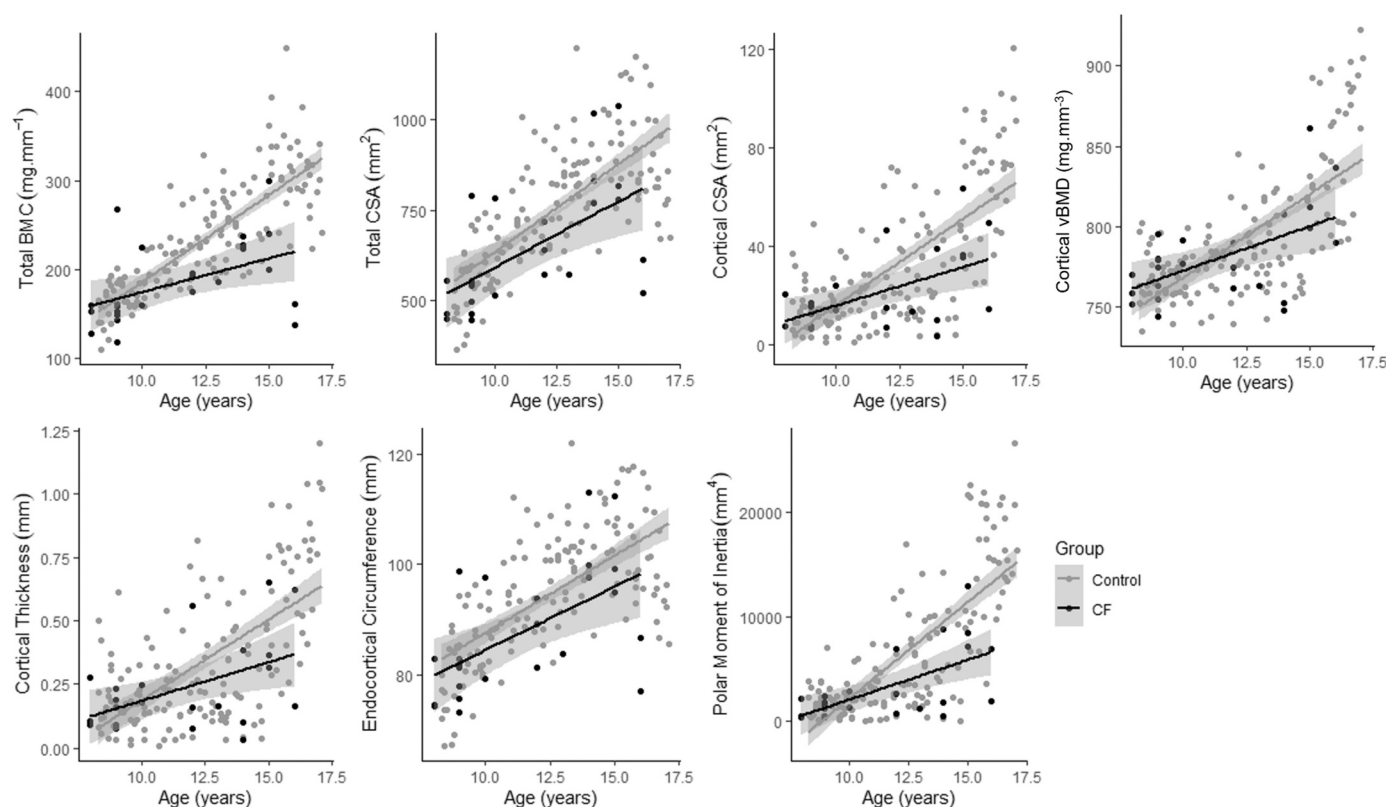 Total BMC (mg.mm⁻¹)
400
300
200
100
10.0 12.5 15.0 17.5
Age (years)
Total CSA (mm²)
1000
750
500
10.0 12.5 15.0 17.5
Age (years)
Cortical CSA (mm²)
120
80
40
0
10.0 12.5 15.0 17.5
Age (years)
Cortical vBMD (mg.mm⁻³)
900
850
800
750
10.0 12.5 15.0 17.5
Age (years)
Cortical Thickness (mm)
1.25
1.00
0.75
0.50
0.25
0.00
10.0 12.5 15.0 17.5
Age (years)
Endocortical Circumference (mm)
120
100
80
10.0 12.5 15.0 17.5
Age (years)
Polar Moment of Inertia (mm⁴)
20000
10000
0
10.0 12.5 15.0 17.5
Age (years)
Group
Control
CF